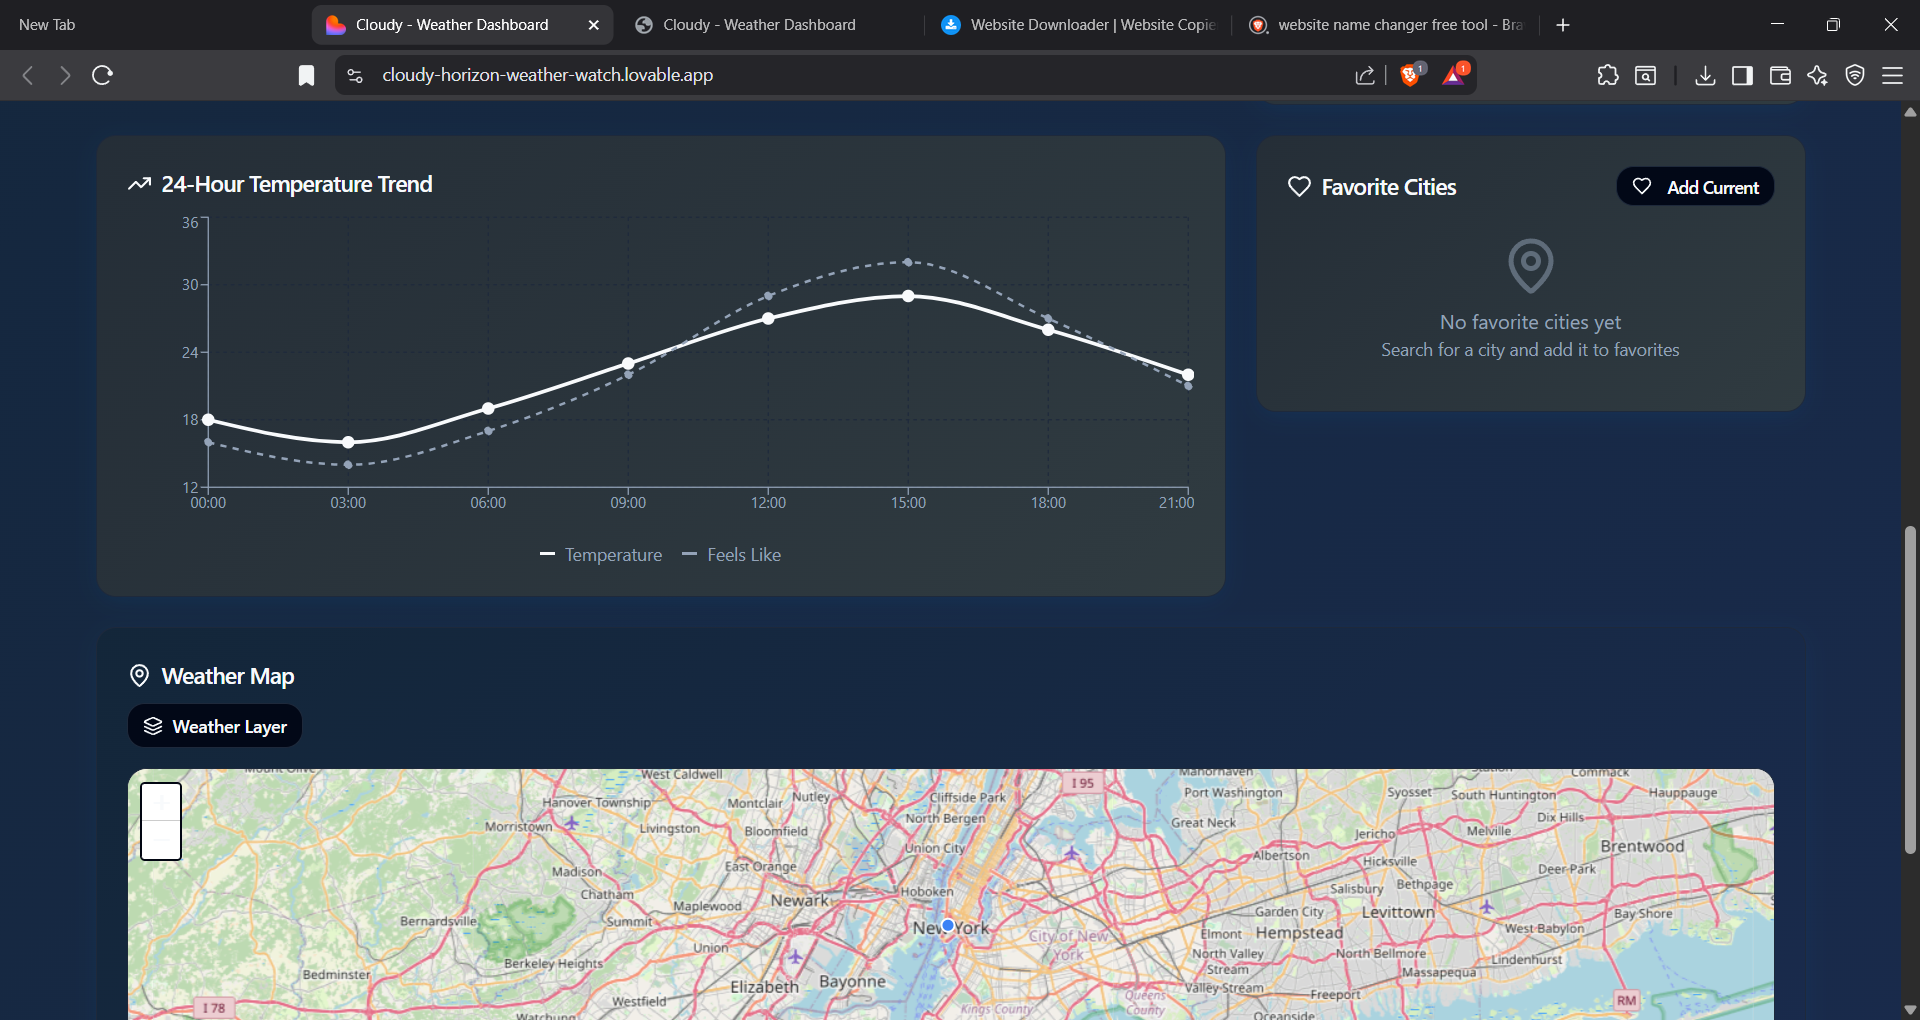 New Tab
Cloudy - Weather Dashboard
Cloudy - Weather Dashboard
Website Downloader | Website Copie
website name changer free tool - Bra
cloudy-horizon-weather-watch.lovable.app
1
1
24-Hour Temperature Trend
36
30
24
18
12
00:00 03:00 06:00 09:00 12:00 15:00 18:00 21:00
Temperature Feels Like
Favorite Cities
Add Current
No favorite cities yet
Search for a city and add it to favorites
Weather Map
Weather Layer
Mount Olive
West Caldwell
I 95
Manorhaven
Station
Commack
Hanover Township
Montclair
Nutley
Cliffside Park
Port Washington
Syosset
South Huntington
Hauppauge
Morristown
Livingston
Bloomfield
North Bergen
Great Neck
Jericho
Melville
Dix Hills
Union City
Albertson
Hicksville
Brentwood
Madison
East Orange
Deer Park
Chatham
Maplewood
Newark
Hoboken
Salisbury
Bethpage
Bernardsville
Summit
New York
Garden City
Levittown
Bay Shore
Union
City of New
York
Elmont
Hempstead
West Babylon
Bedminster
Berkeley Heights
Elizabeth
Bayonne
North Valley
Stream
North Bellmore
Massapequa
Lindenhurst
I 78
Westfield
Kings County
Queens
County
Valley Stream
Freeport
RM
Watchung
Oceanside